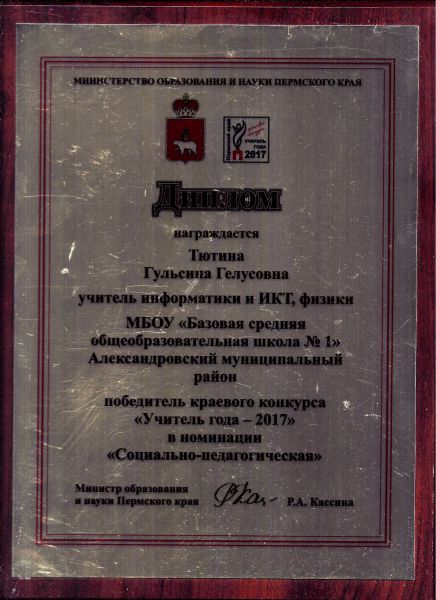 МИНИСТЕРСТВО ОБРАЗОВАНИЯ И НАУКИ ПЕРМСКОГО КРАЯ
Пермский край
УЧИТЕЛЬ
ГОДА
2017
Диплом
награждается
Тютина
Гульсина Гелусовна
учитель информатики и ИКТ, физики
МБОУ «Базовая средняя
общеобразовательная школа № 1»
Александровский муниципальный
район
победитель краевого конкурса
«Учитель года – 2017»
в номинации
«Социально-педагогическая»
Министр образования
и науки Пермского края
Р.А. Кассина